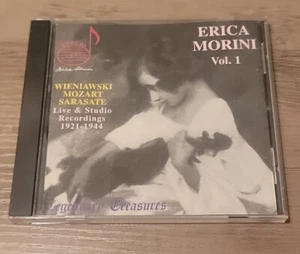 ERICA
MORINI
Vol. 1
WIENIAWSKI
MOZART
SARASATE
Live & Studio
Recordings
1921-1944
Legendary Treasures